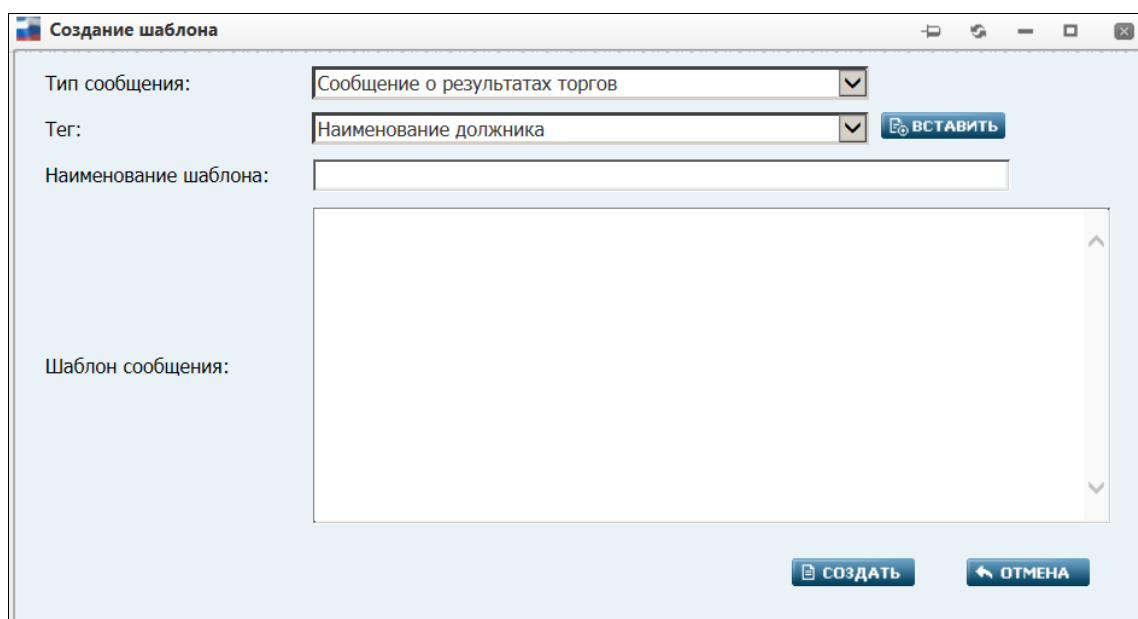 Создание шаблона
Тип сообщения: Сообщение о результатах торгов
Тег: Наименование должника ВСТАВИТЬ
Наименование шаблона:
Шаблон сообщения:
СОЗДАТЬ ОТМЕНА